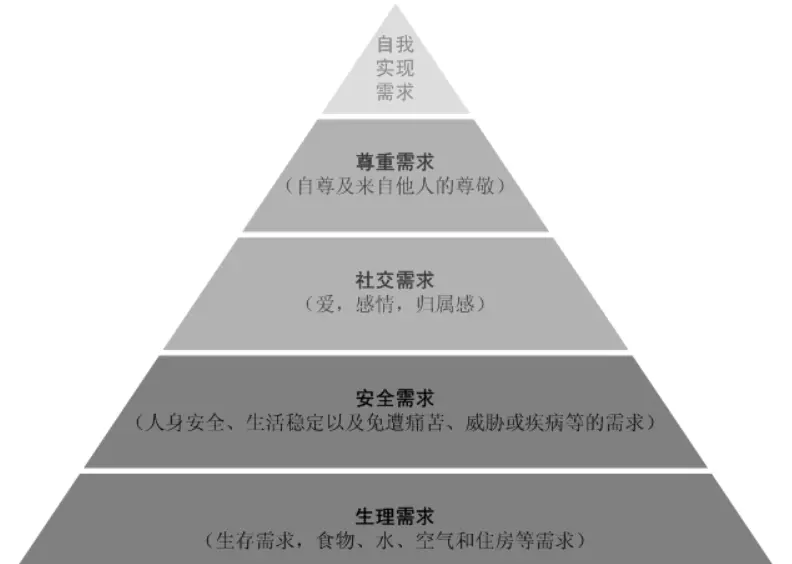 自我
实现
需求
尊重需求
（自尊及来自他人的尊敬）
社交需求
（爱，感情，归属感）
安全需求
（人身安全、生活稳定以及免遭痛苦、威胁或疾病等的需求）
生理需求
（生存需求，食物、水、空气和住房等需求）